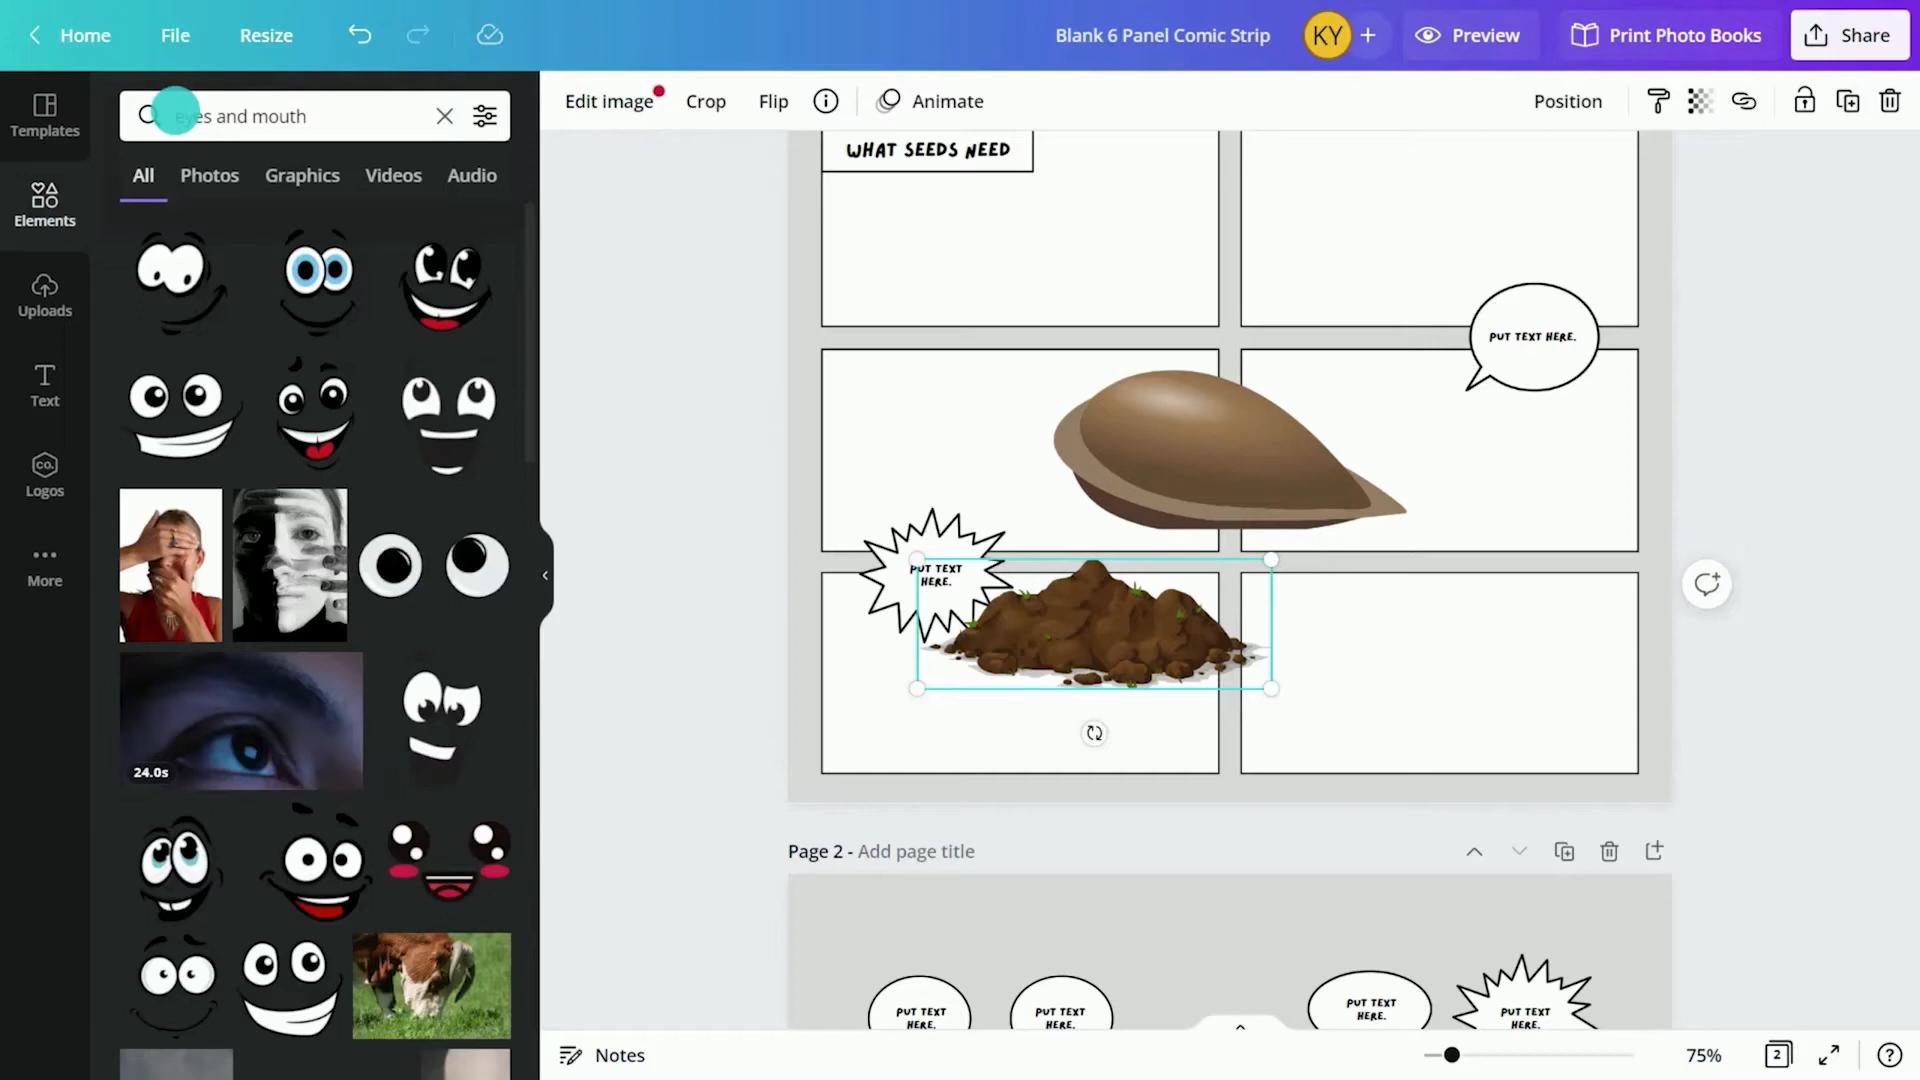 Home
File
Resize
Blank 6 Panel Comic Strip
KY
Preview
Print Photo Books
Share
Templates
Elements
Uploads
Text
CO.
Logos
More
eyes and mouth
All
Photos
Graphics
Videos
Audio
24.0s
Edit image
Crop
Flip
Animate
Position
WHAT SEEDS NEED
PUT TEXT HERE.
PUT TEXT
HERE.
Page 2 - Add page title
PUT TEXT
HERE.
PUT TEXT
HERE.
PUT TEXT
HERE.
PUT TEXT
HERE.
Notes
75%
2